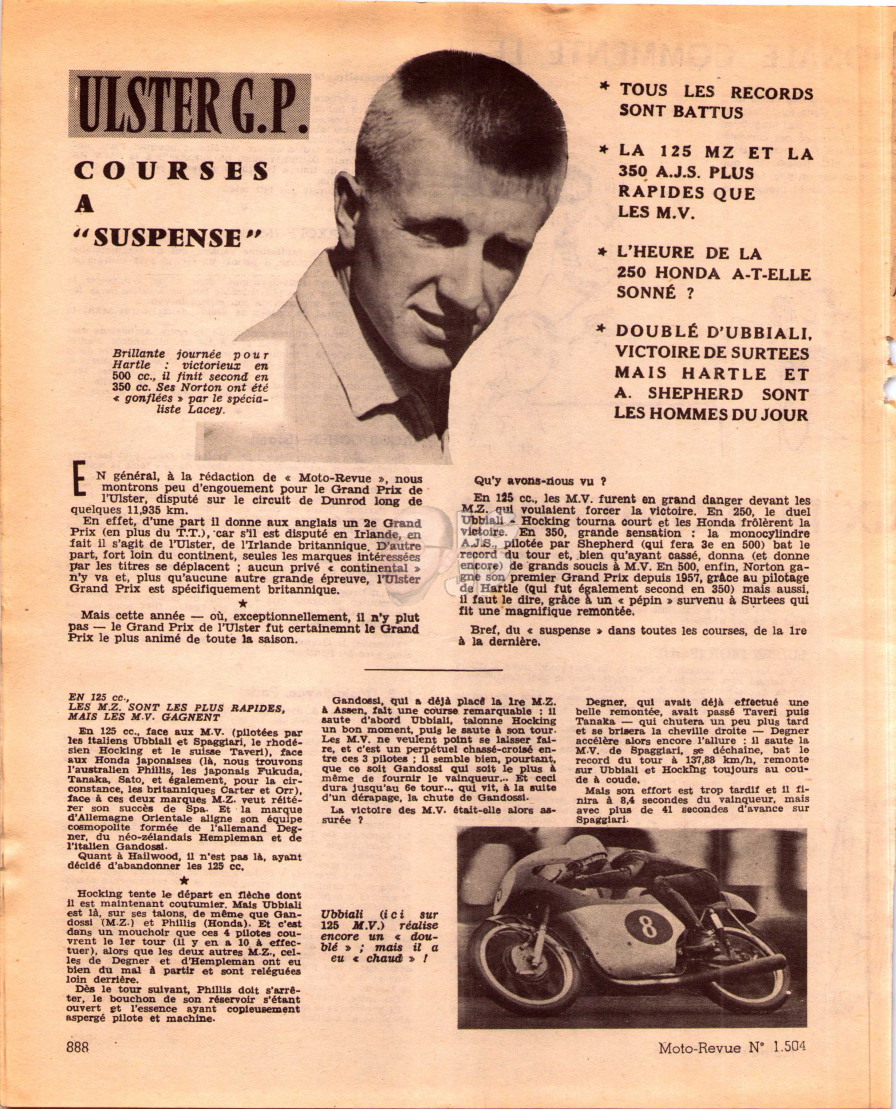 ULSTER G.P.
COURSES
A
"SUSPENSE"
* TOUS LES RECORDS
SONT BATTUS
* LA 125 MZ ET LA
350 A.J.S. PLUS
RAPIDES QUE
LES M.V.
* L'HEURE DE LA
250 HONDA A-T-ELLE
SONNÉ ?
* DOUBLÉ D'UBBIALI,
VICTOIRE DE SURTEES
MAIS HARTLE ET
A. SHEPHERD SONT
LES HOMMES DU JOUR
Brillante journée pour
Hartle : victorieux en
500 cc., il finit second en
350 cc. Ses Norton ont été
« gonflées » par le spécia-
liste Lacey.
EN général, à la rédaction de « Moto-Revue », nous
montrons peu d'engouement pour le Grand Prix de
l'Ulster, disputé sur le circuit de Dunrod long de
quelques 11,935 km.
En effet, d'une part il donne aux anglais un 2e Grand
Prix (en plus du T.T.), car s'il est disputé en Irlande, en
fait il s'agit de l'Ulster, de l'Irlande britannique. D'autre
part, fort loin du continent, seules les marques intéressées
par les titres se déplacent ; aucun privé « continental »
n'y va et, plus qu'aucune autre grande épreuve, l'Ulster
Grand Prix est spécifiquement britannique.
★
Mais cette année — où, exceptionnellement, il n'y plut
pas — le Grand Prix de l'Ulster fut certainemnt le Grand
Prix le plus animé de toute la saison.
Qu'y avons-nous vu ?
En 125 cc., les M.V. furent en grand danger devant les
M.Z. qui voulaient forcer la victoire. En 250, le duel
Ubbiali - Hocking tourna court et les Honda frôlèrent la
victoire. En 350, grande sensation : la monocylindre
A.J.S., pilotée par Shepherd (qui fera 3e en 500) bat le
record du tour et, bien qu'ayant cassé, donna (et donne
encore) de grands soucis à M.V. En 500, enfin, Norton ga-
gne son premier Grand Prix depuis 1957, grâce au pilotage
de Hartle (qui fut également second en 350) mais aussi,
il faut le dire, grâce à un « pépin » survenu à Surtees qui
fit une magnifique remontée.
Bref, du « suspense » dans toutes les courses, de la 1re
à la dernière.
EN 125 cc.,
LES M.Z. SONT LES PLUS RAPIDES,
MAIS LES M.V. GAGNENT
En 125 cc., face aux M.V. (pilotées par
les italiens Ubbiali et Spaggiari, le rhodé-
sien Hocking et le suisse Taveri), face
aux Honda japonaises (là, nous trouvons
l'australien Phillis, les japonais Fukuda,
Tanaka, Sato, et également, pour la cir-
constance, les britanniques Carter et Orr),
face à ces deux marques M.Z. veut réité-
rer son succès de Spa. Et la marque
d'Allemagne Orientale aligne son équipe
cosmopolite formée de l'allemand Deg-
ner, du néo-zélandais Hempleman et de
l'italien Gandossi.
Quant à Hailwood, il n'est pas là, ayant
décidé d'abandonner les 125 cc.
★
Hocking tente le départ en flèche dont
il est maintenant coutumier. Mais Ubbiali
est là, sur ses talons, de même que Gan-
dossi (M.Z.) et Phillis (Honda). Et c'est
dans un mouchoir que ces 4 pilotes cou-
vrent le 1er tour (il y en a 10 à effec-
tuer), alors que les deux autres M.Z., cel-
les de Degner et d'Hempleman ont eu
bien du mal à partir et sont reléguées
loin derrière.
Dès le tour suivant, Phillis doit s'arrê-
ter, le bouchon de son réservoir s'étant
ouvert et l'essence ayant copieusement
aspergé pilote et machine.
Gandossi, qui a déjà placé la 1re M.Z.
à Assen, fait une course remarquable : il
saute d'abord Ubbiali, talonne Hocking
un bon moment, puis le saute à son tour.
Les M.V. ne veulent point se laisser fai-
re, et c'est un perpétuel chassé-croisé en-
tre ces 3 pilotes ; il semble bien, pourtant,
que ce soit Gandossi qui soit le plus à
même de fournir le vainqueur... Et ceci
dura jusqu'au 6e tour... qui vit, à la suite
d'un dérapage, la chute de Gandossi.
La victoire des M.V. était-elle alors as-
surée ?
Degner, qui avait déjà effectué une
belle remontée, avait passé Taveri puis
Tanaka — qui chutera un peu plus tard
et se brisera la cheville droite — Degner
accélère alors encore l'allure : il saute la
M.V. de Spaggiari, se déchaîne, bat le
record du tour à 137,88 km/h, remonte
sur Ubbiali et Hocking toujours au cou-
de à coude.
Mais son effort est trop tardif et il fi-
nira à 8,4 secondes du vainqueur, mais
avec plus de 41 secondes d'avance sur
Spaggiari.
Ubbiali (ici sur
125 M.V.) réalise
encore un « dou-
blé » ; mais il a
eu « chaud » !
8
888
Moto-Revue N° 1.504